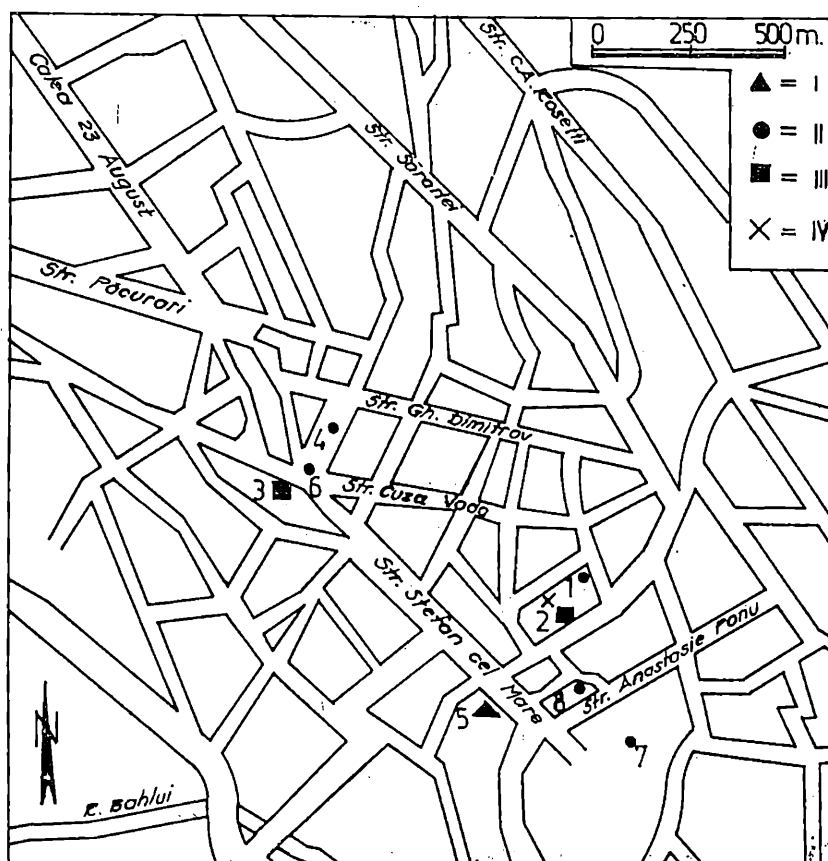 0 250 500 m.
▲ = I
● = II
■ = III
× = IV
Calea 23 August
Str. C.A. Rosetti
Str. Sărăriei
Str. Păcurari
Str. Gh. Dimitrov
4
3
6
Str. Cuza Vodă
1
2
Str. Ștefan cel Mare
Str. Anastasie Panu
8
5
7
N
R. Bahlui